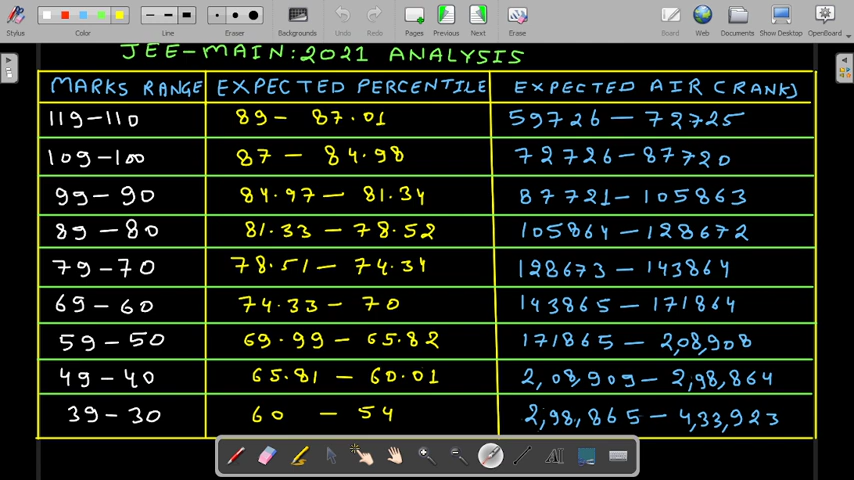 Stylus
Color
Line
Eraser
Backgrounds
Undo
Redo
Pages
Previous
Next
Erase
Board
Web
Documents
Show Desktop
OpenBoard
JEE-MAIN:2021 ANALYSIS
MARKS RANGE EXPECTED PERCENTILE EXPECTED AIR (RANK)
119-110 89- 87.01 59726 - 72725
109-100 87 - 84.98 72726-87720
99-90 84.97 - 81.34 87721-105863
89-80 81.33 - 78.52 105864-128672
79-70 78.51 - 74.34 128673-143864
69-60 74.33 - 70 143865-171864
59-50 69.99 - 65.82 171865 - 2,08,908
49-40 65.81 - 60.01 2,08,909- 2,98,864
39-30 60 - 54 2,98,865 - 4,33,923